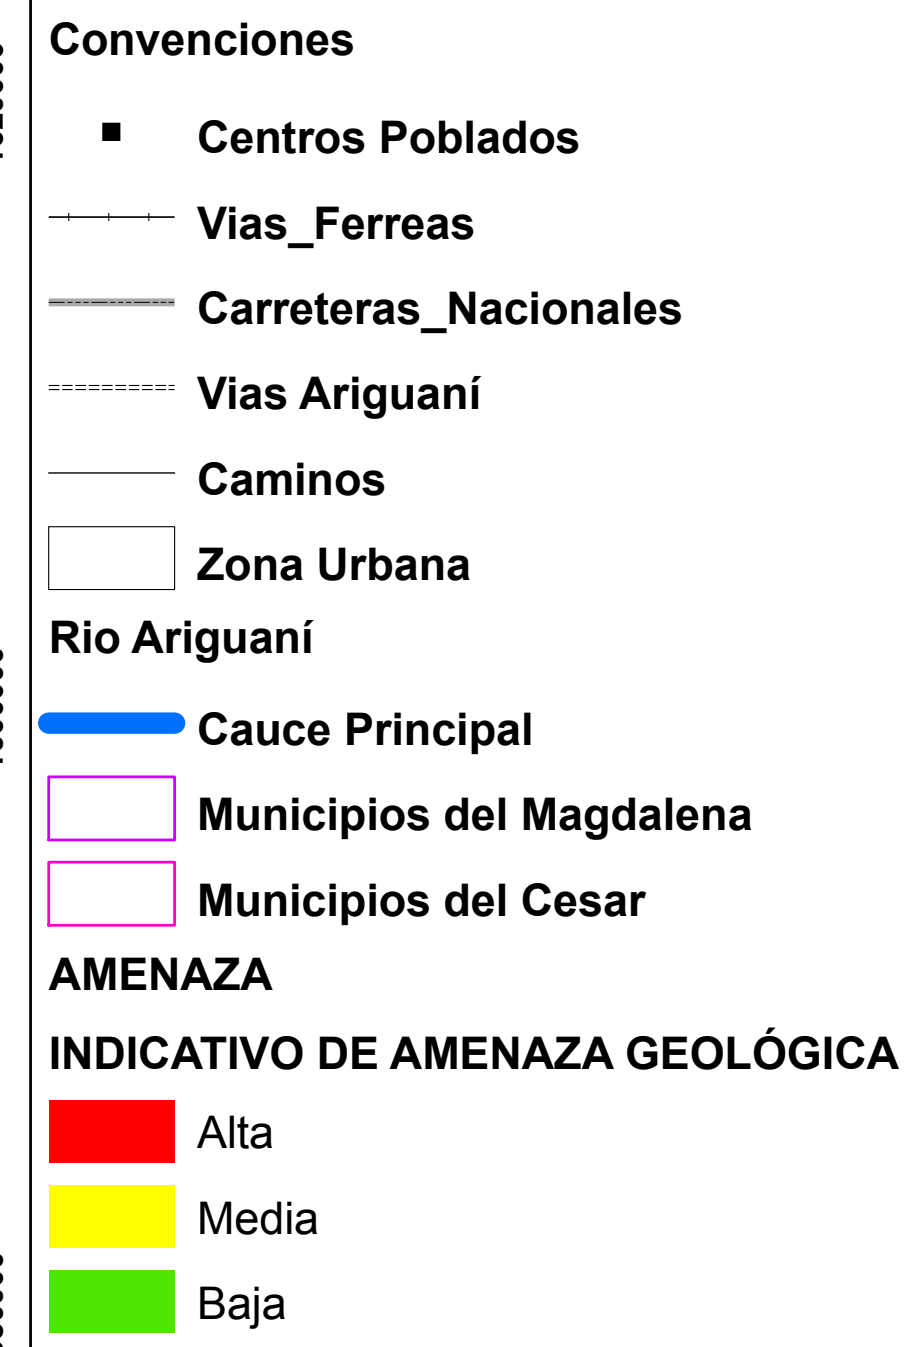 Convenciones
Centros Poblados
Vias_Ferreas
Carreteras_Nacionales
Vias Ariguaní
Caminos
Zona Urbana
Rio Ariguaní
Cauce Principal
Municipios del Magdalena
Municipios del Cesar
AMENAZA
INDICATIVO DE AMENAZA GEOLÓGICA
Alta
Media
Baja